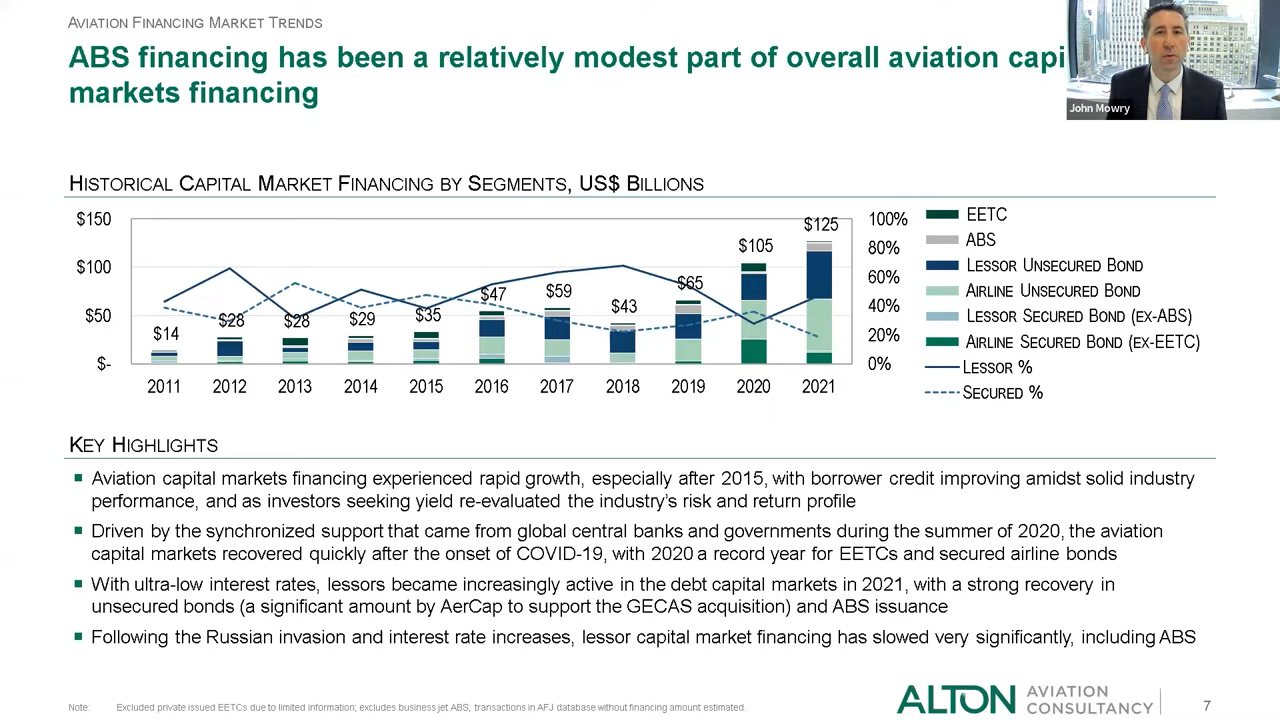 AVIATION FINANCING MARKET TRENDS
ABS financing has been a relatively modest part of overall aviation capi
markets financing
John Mowry
HISTORICAL CAPITAL MARKET FINANCING BY SEGMENTS, US$ BILLIONS
$150
$100
$50
$-
$14
$28
$28
$29
$35
$47
$59
$43
$65
$105
$125
100%
80%
60%
40%
20%
0%
2011 2012 2013 2014 2015 2016 2017 2018 2019 2020 2021
EETC
ABS
LESSOR UNSECURED BOND
AIRLINE UNSECURED BOND
LESSOR SECURED BOND (EX-ABS)
AIRLINE SECURED BOND (EX-EETC)
LESSOR %
SECURED %
KEY HIGHLIGHTS
Aviation capital markets financing experienced rapid growth, especially after 2015, with borrower credit improving amidst solid industry
performance, and as investors seeking yield re-evaluated the industry's risk and return profile
Driven by the synchronized support that came from global central banks and governments during the summer of 2020, the aviation
capital markets recovered quickly after the onset of COVID-19, with 2020 a record year for EETCs and secured airline bonds
With ultra-low interest rates, lessors became increasingly active in the debt capital markets in 2021, with a strong recovery in
unsecured bonds (a significant amount by AerCap to support the GECAS acquisition) and ABS issuance
Following the Russian invasion and interest rate increases, lessor capital market financing has slowed very significantly, including ABS
Note: Excluded private issued EETCs due to limited information; excludes business jet ABS; transactions in AFJ database without financing amount estimated.
ALTON AVIATION
CONSULTANCY
7